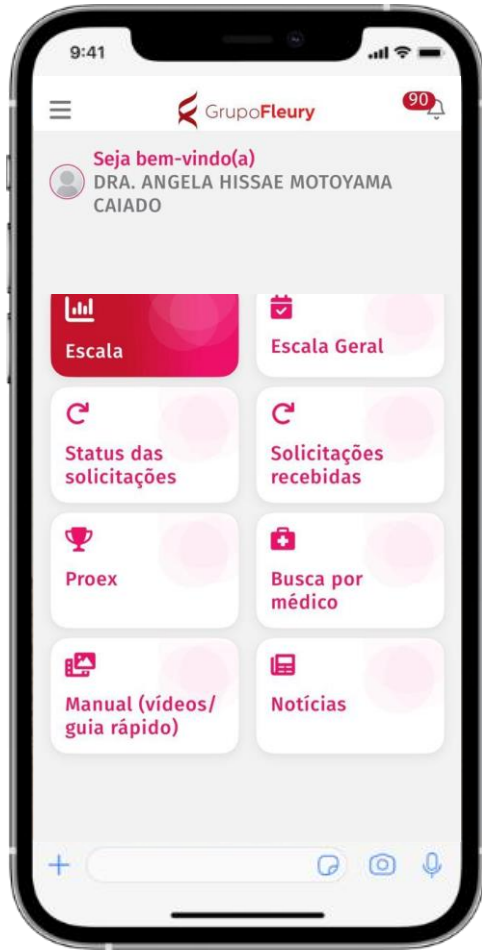 9:41
GrupoFleury
90
Seja bem-vindo(a)
DRA. ANGELA HISSAE MOTOYAMA
CAIADO
Escala
Escala Geral
Status das
solicitações
Solicitações
recebidas
Proex
Busca por
médico
Manual (vídeos/
guia rápido)
Notícias